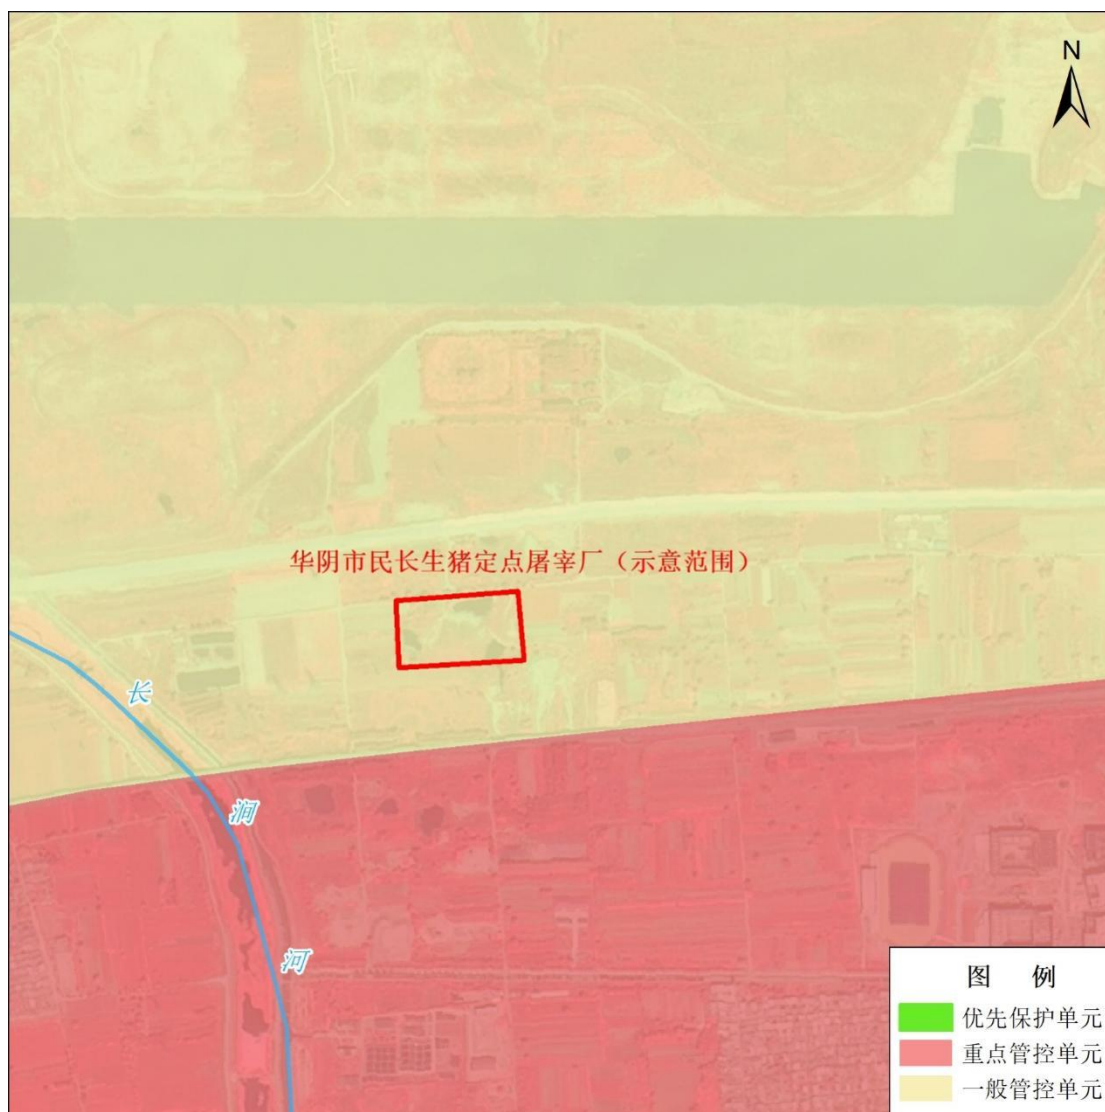 N
华阴市民长生猪定点屠宰厂（示意范围）
长
涧
河
图 例
优先保护单元
重点管控单元
一般管控单元